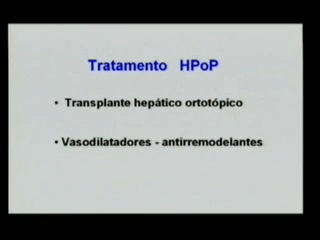 Tratamento HPoP
• Transplante hepático ortotópico
• Vasodilatadores - antirremodelantes